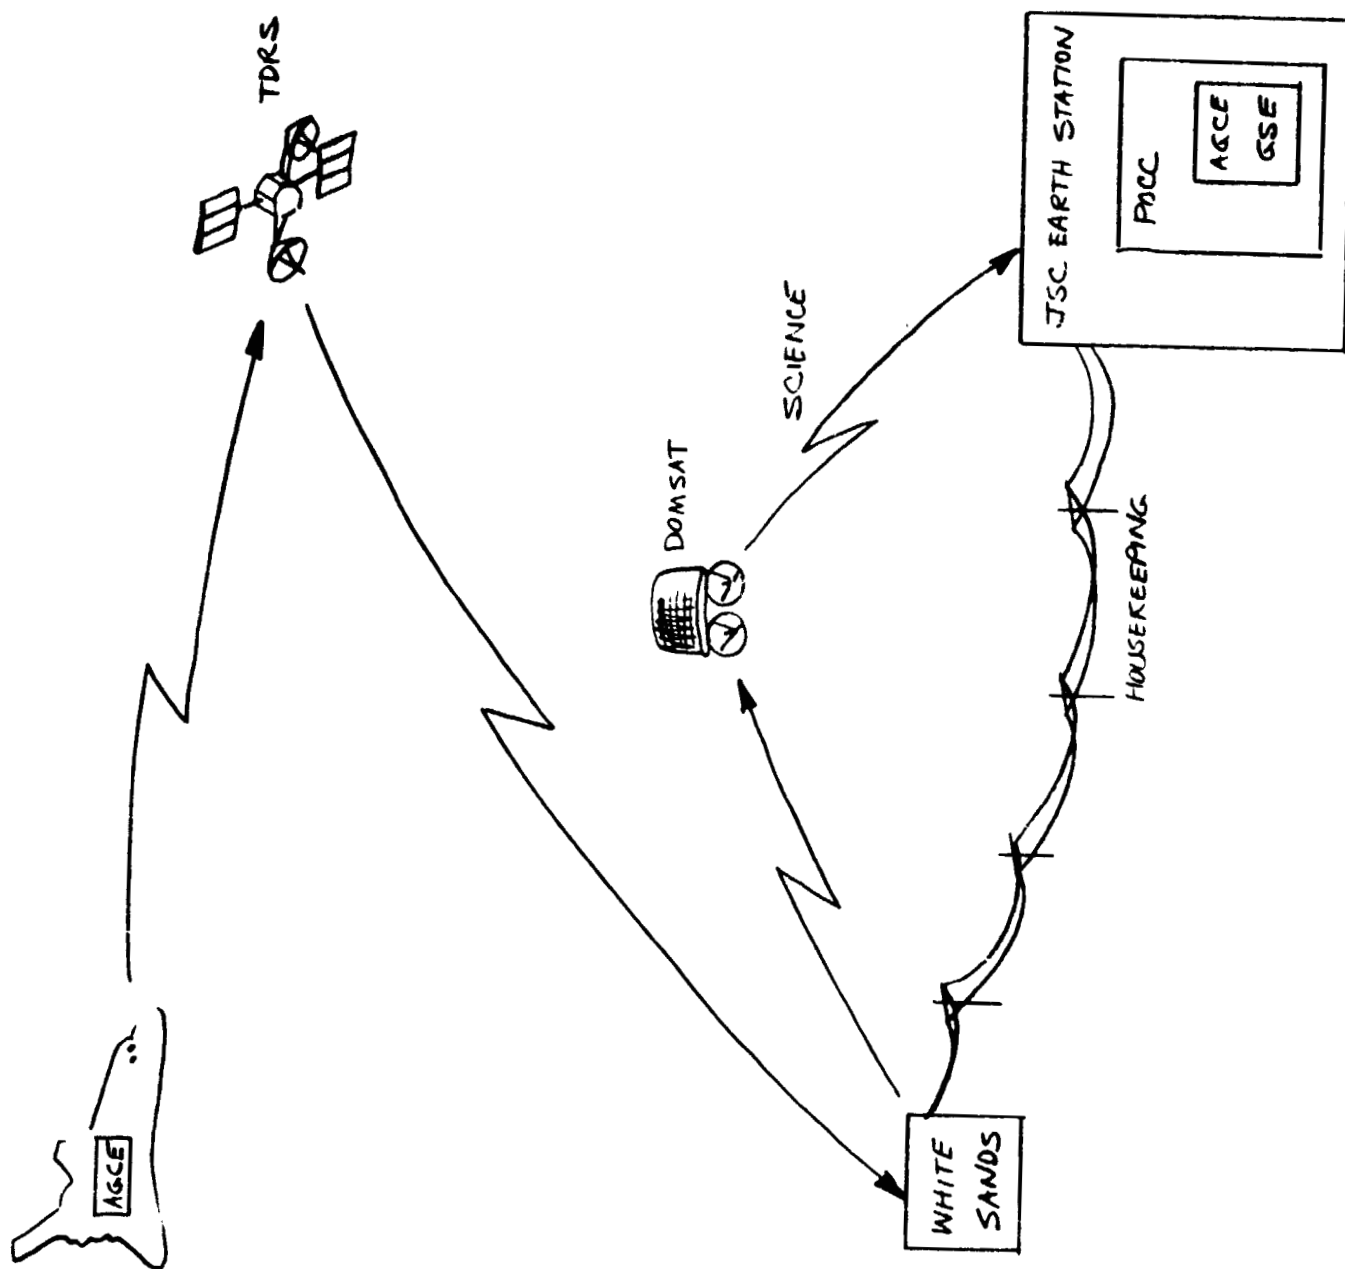 AGCE
TDRS
DOMSAT
SCIENCE
WHITE
SANDS
JSC EARTH STATION
HOUSEKEEPING
POCC
AGCE
GSE